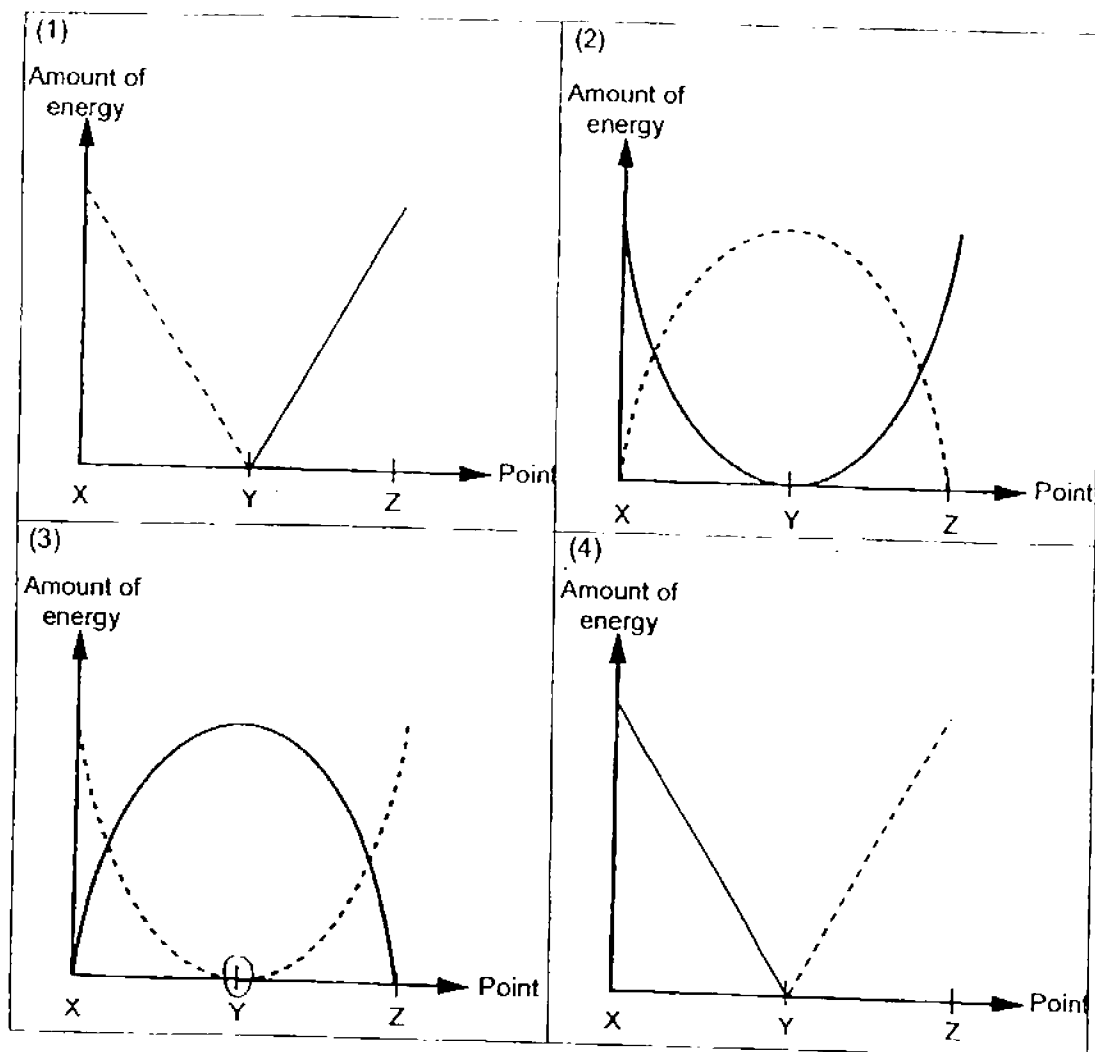 (1)
Amount of
energy
Point
X
Y
Z
(2)
Amount of
energy
Point
X
Y
Z
(3)
Amount of
energy
Point
X
Y
Z
(4)
Amount of
energy
Point
X
Y
Z